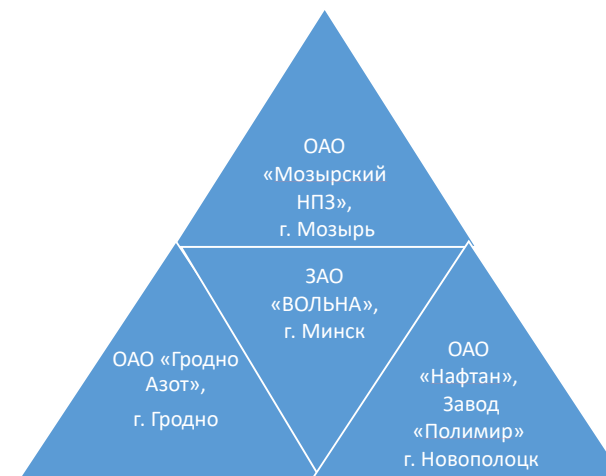 ОАО
«Мозырский
НПЗ»,
г. Мозырь
ЗАО
«ВОЛЬНА»,
г. Минск
ОАО «Гродно
Азот»,
г. Гродно
ОАО
«Нафтан»,
Завод
«Полимир»
г. Новополоцк